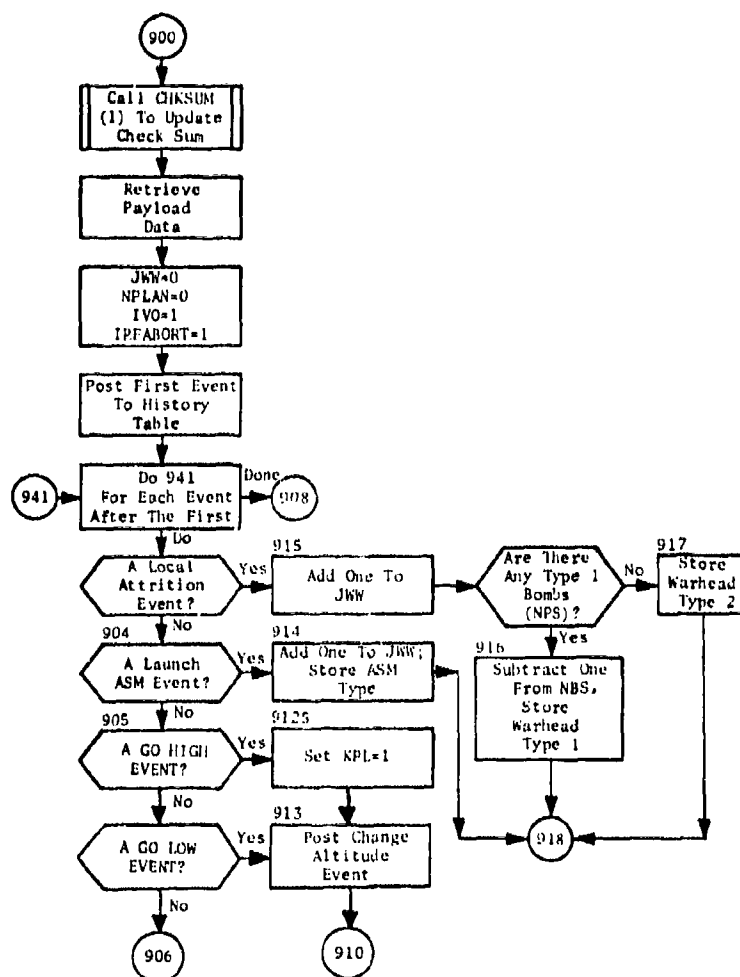 900
Call CHKSUM
(1) To Update
Check Sum
Retrieve
Payload
Data
JWW=0
NPLAN=0
IVO=1
IRFABORT=1
Post First Event
To History
Table
941
Do 941
For Each Event
After The First
Done
908
Do
A Local
Attrition
Event?
Yes
915
Add One To
JWW
Are There
Any Type 1
Bombs
(NPS)?
No
917
Store
Warhead
Type 2
No
904
A Launch
ASM Event?
Yes
914
Add One To JWW;
Store ASM
Type
Yes
916
Subtract One
From NBS,
Store
Warhead
Type 1
No
905
A GO HIGH
EVENT?
Yes
9125
Set KPL=1
No
A GO LOW
EVENT?
Yes
913
Post Change
Altitude
Event
918
No
906
910